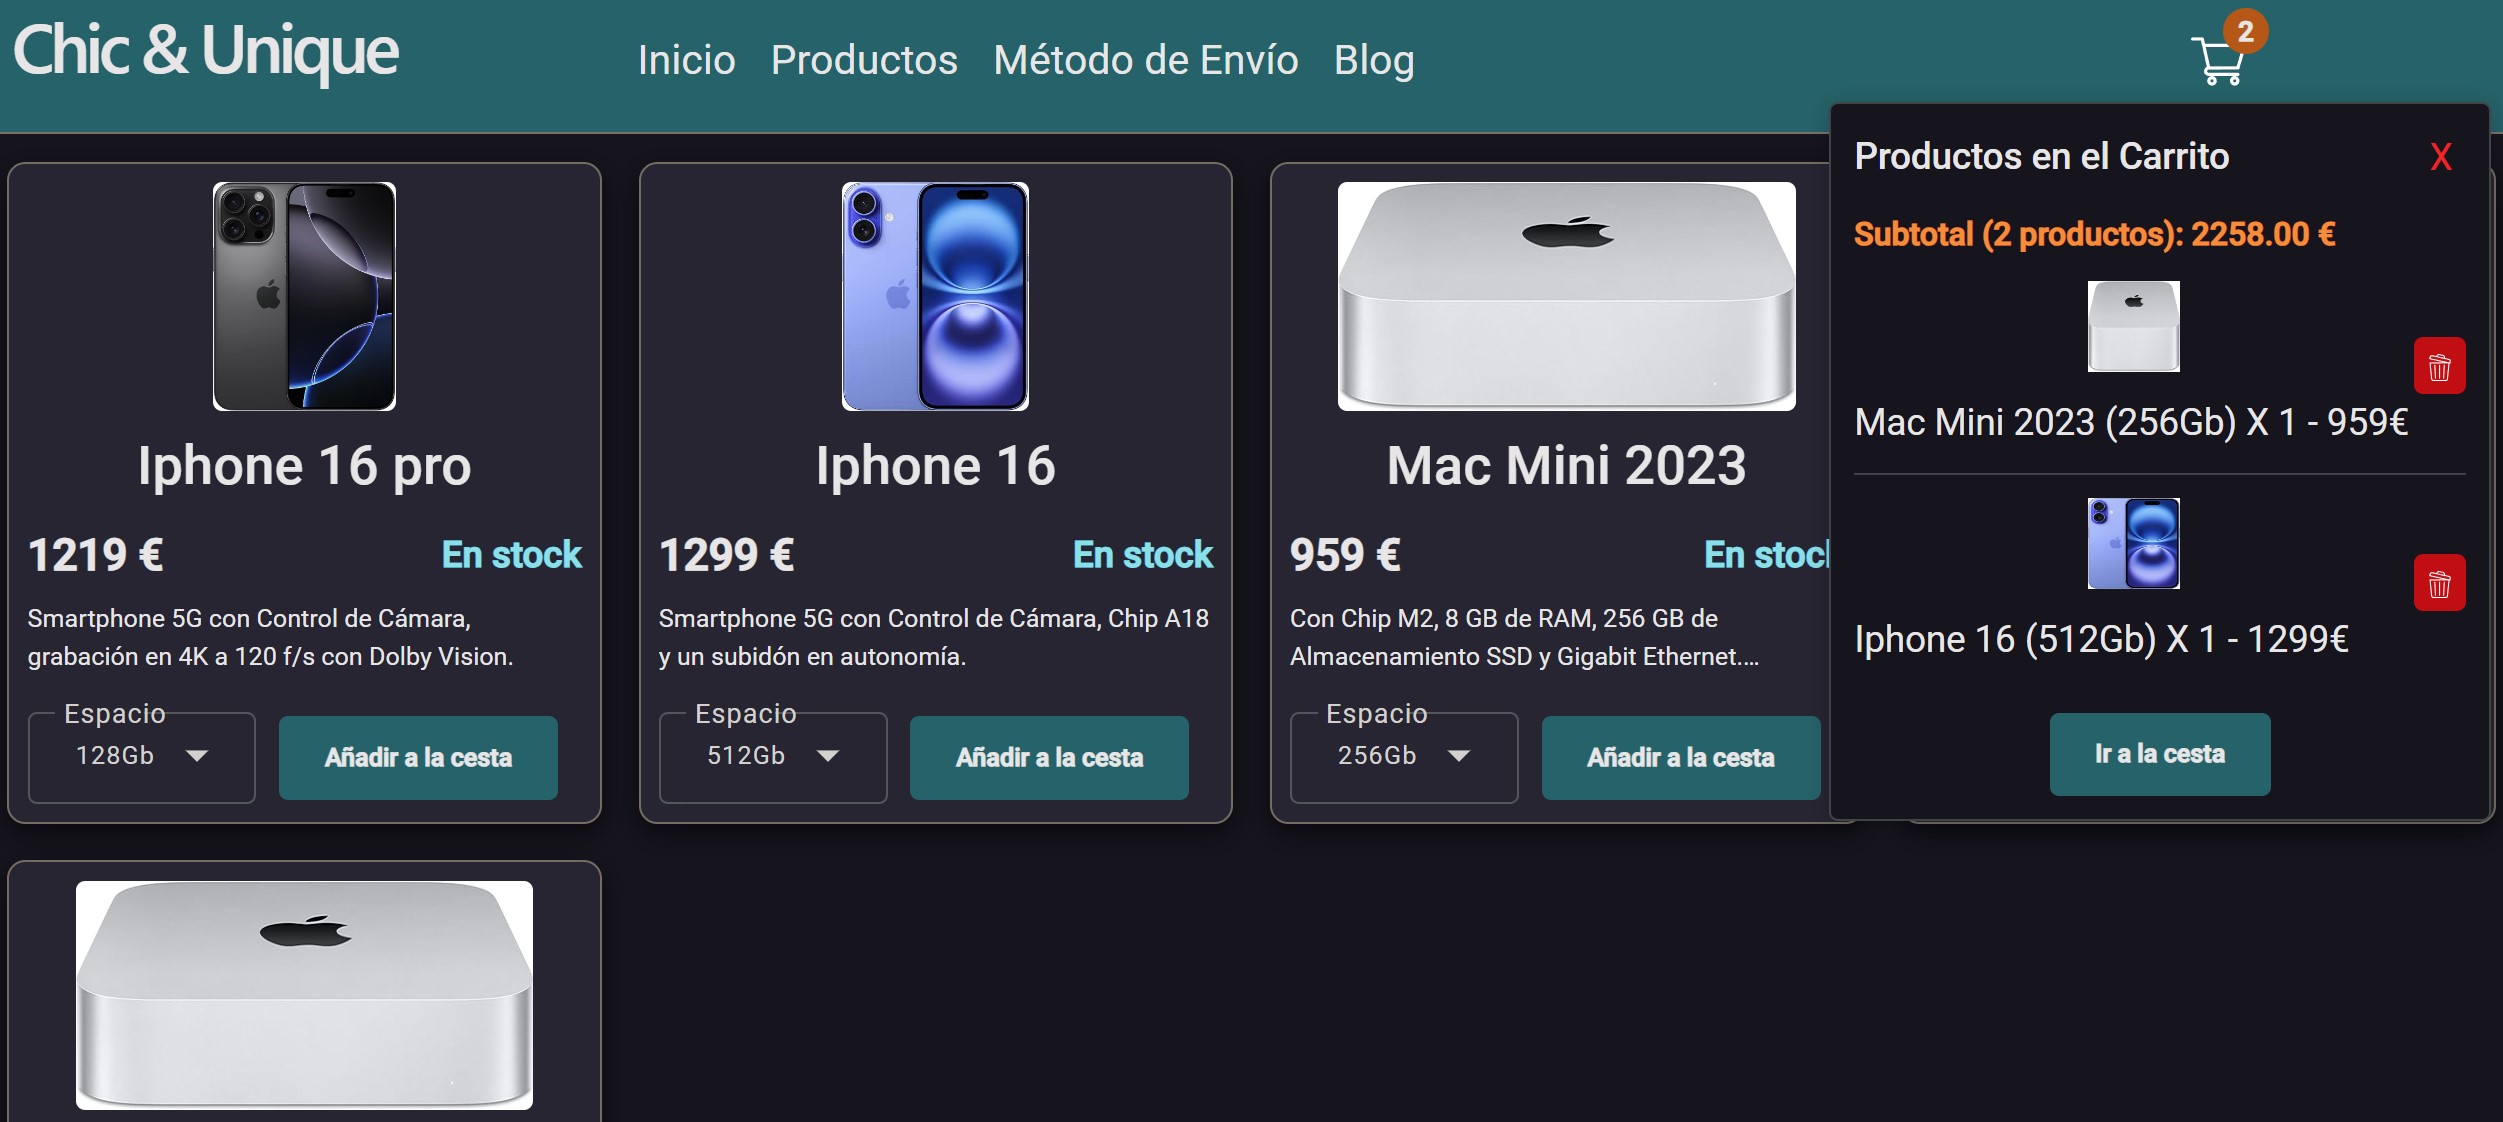 Chic & Unique
Inicio Productos Método de Envío Blog
2
Productos en el Carrito X
Subtotal (2 productos): 2258.00 €
Mac Mini 2023 (256Gb) X 1 - 959€
Iphone 16 (512Gb) X 1 - 1299€
Ir a la cesta
Iphone 16 pro
1219 € En stock
Smartphone 5G con Control de Cámara,
grabación en 4K a 120 f/s con Dolby Vision.
Espacio
128Gb
Añadir a la cesta
Iphone 16
1299 € En stock
Smartphone 5G con Control de Cámara, Chip A18
y un subidón en autonomía.
Espacio
512Gb
Añadir a la cesta
Mac Mini 2023
959 € En stock
Con Chip M2, 8 GB de RAM, 256 GB de
Almacenamiento SSD y Gigabit Ethernet....
Espacio
256Gb
Añadir a la cesta